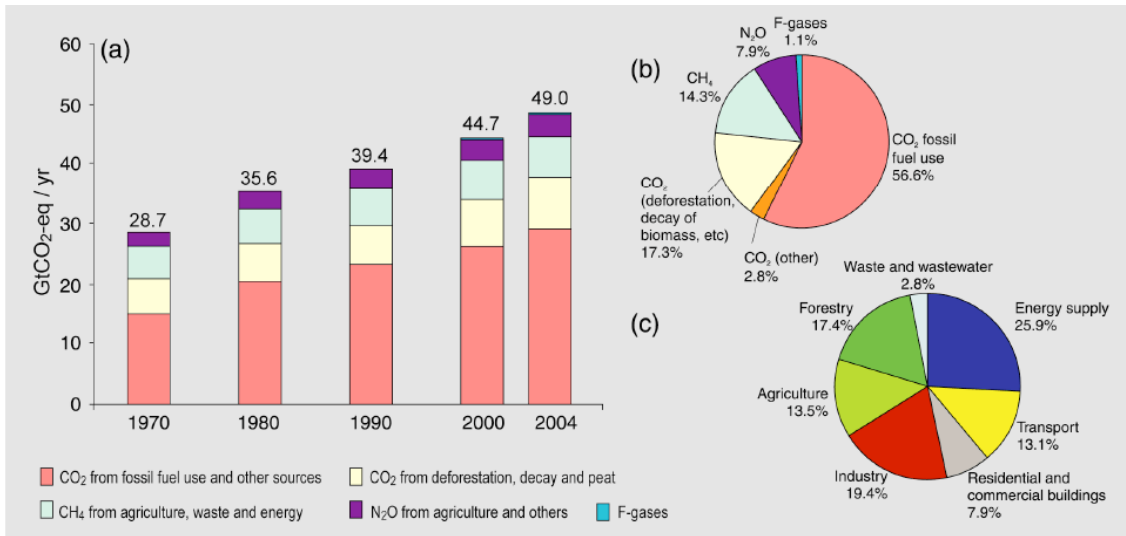 (a)
60
50
40
30
20
10
0
GtCO₂-eq / yr
28.7
35.6
39.4
44.7
49.0
1970
1980
1990
2000
2004
CO₂ from fossil fuel use and other sources
CO₂ from deforestation, decay and peat
CH₄ from agriculture, waste and energy
N₂O from agriculture and others
F-gases
(b)
F-gases
1.1%
N₂O
7.9%
CH₄
14.3%
CO₂ fossil
fuel use
56.6%
CO₂
(deforestation,
decay of
biomass, etc)
17.3%
CO₂ (other)
2.8%
(c)
Waste and wastewater
2.8%
Forestry
17.4%
Energy supply
25.9%
Agriculture
13.5%
Transport
13.1%
Industry
19.4%
Residential and
commercial buildings
7.9%